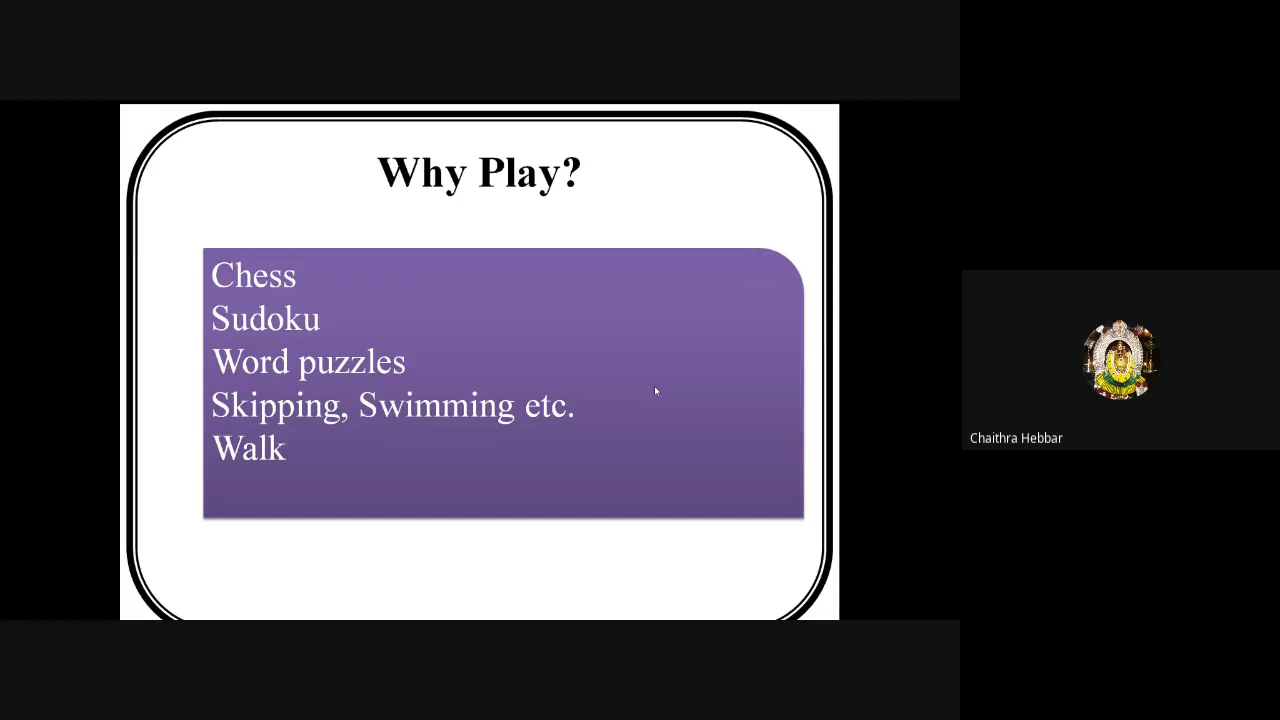 Why Play?
Chess
Sudoku
Word puzzles
Skipping, Swimming etc.
Walk
Chaithra Hebbar